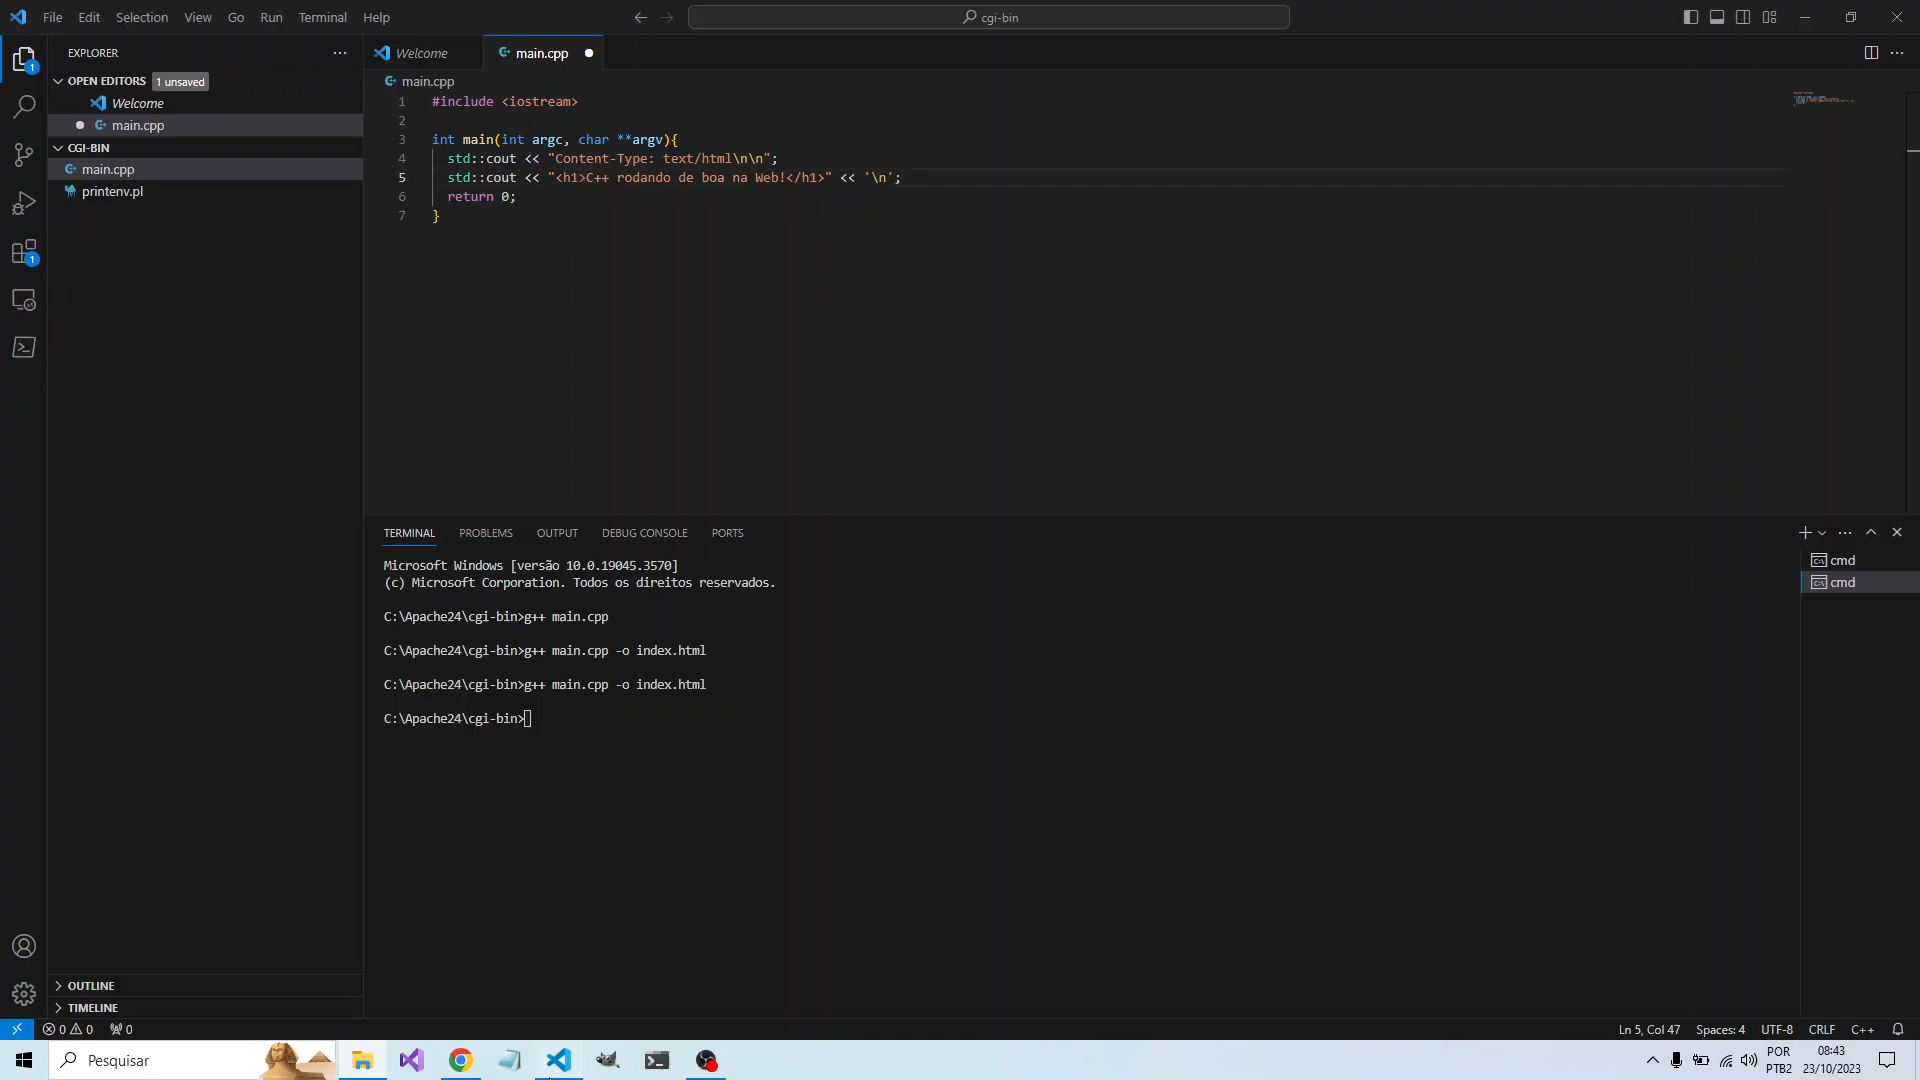 File Edit Selection View Go Run Terminal Help
cgi-bin
EXPLORER
OPEN EDITORS 1 unsaved
Welcome
main.cpp
CGI-BIN
main.cpp
printenv.pl
OUTLINE
TIMELINE
Welcome main.cpp
main.cpp
1 #include <iostream>
2
3 int main(int argc, char **argv){
4 std::cout << "Content-Type: text/html\n\n";
5 std::cout << "<h1>C++ rodando de boa na Web!</h1>" << '\n';
6 return 0;
7 }
TERMINAL PROBLEMS OUTPUT DEBUG CONSOLE PORTS
Microsoft Windows [versão 10.0.19045.3570]
(c) Microsoft Corporation. Todos os direitos reservados.
C:\Apache24\cgi-bin>g++ main.cpp
C:\Apache24\cgi-bin>g++ main.cpp -o index.html
C:\Apache24\cgi-bin>g++ main.cpp -o index.html
C:\Apache24\cgi-bin>
cmd
cmd
1
1
0 0 0
Ln 5, Col 47 Spaces: 4 UTF-8 CRLF C++
Pesquisar
POR
PTB2
08:43
23/10/2023